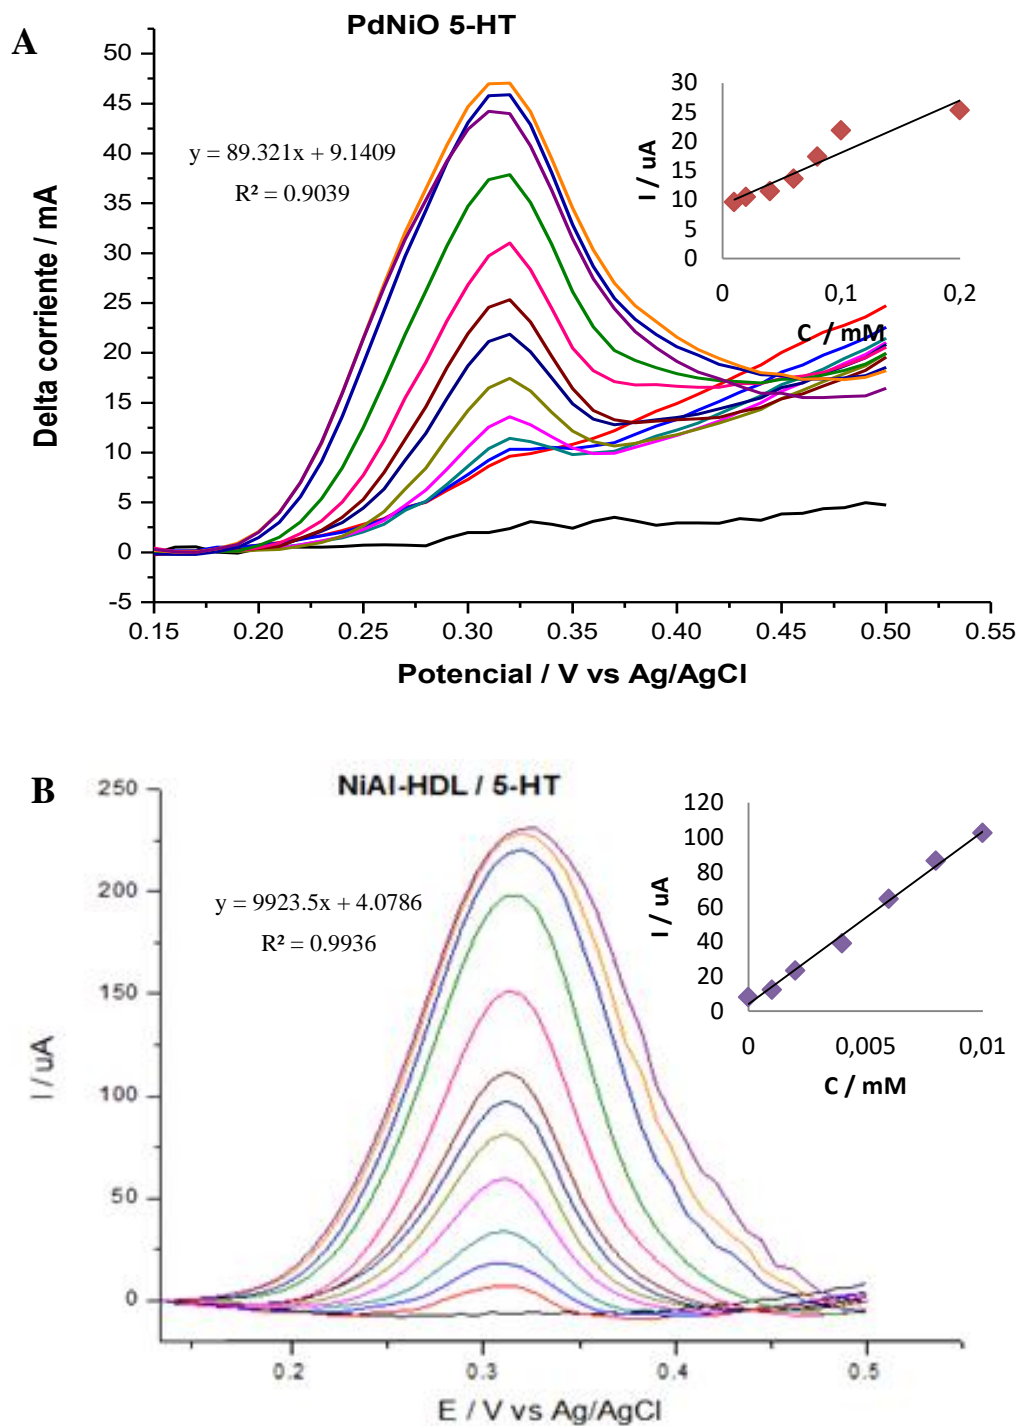 A
PdNiO 5-HT
y = 89.321x + 9.1409
R² = 0.9039
Delta corriente / mA
50
45
40
35
30
25
20
15
10
5
0
-5
0.15 0.20 0.25 0.30 0.35 0.40 0.45 0.50 0.55
Potencial / V vs Ag/AgCl
I / uA
30
25
20
15
10
5
0
0 0,1 0,2
C / mM
B
NiAl-HDL / 5-HT
y = 9923.5x + 4.0786
R² = 0.9936
I / uA
250
200
150
100
50
0
0.2 0.3 0.4 0.5
E / V vs Ag/AgCl
I / uA
120
100
80
60
40
20
0
0 0,005 0,01
C / mM